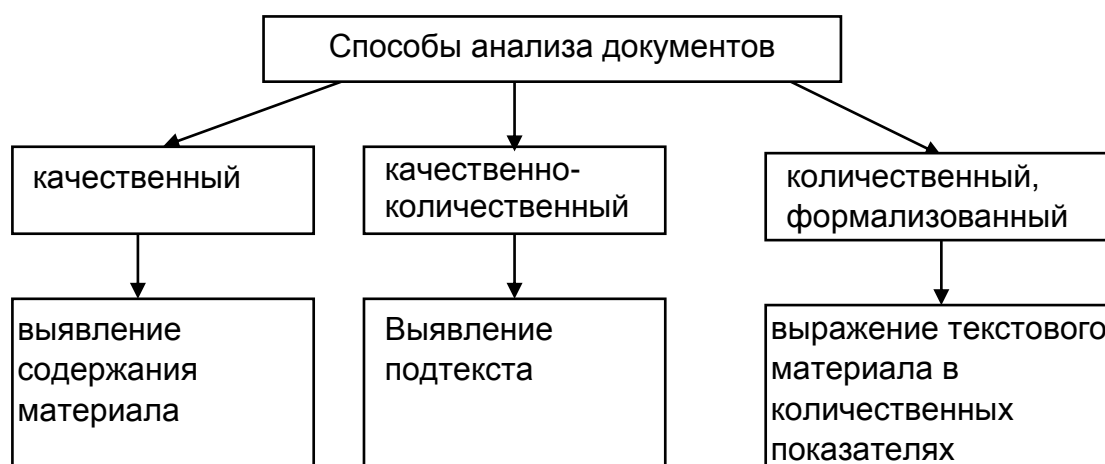 Способы анализа документов
качественный
качественно-
количественный
количественный,
формализованный
выявление
содержания
материала
Выявление
подтекста
выражение текстового
материала в
количественных
показателях